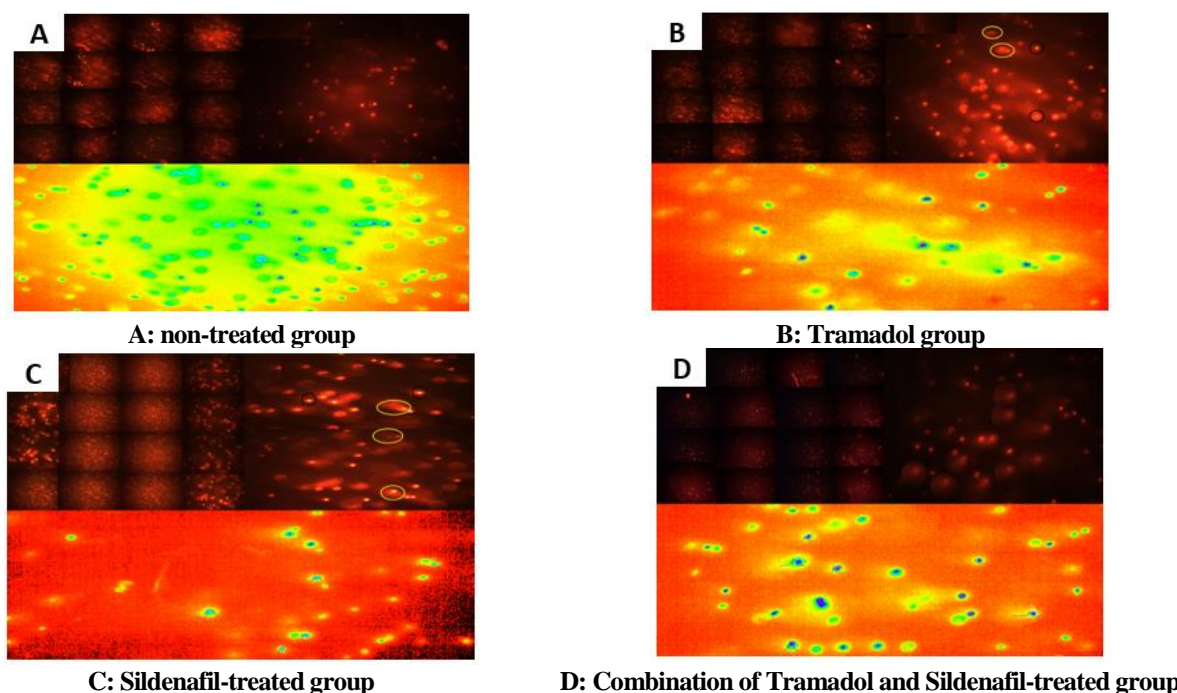 A
B
A: non-treated group
B: Tramadol group
C
D
C: Sildenafil-treated group
D: Combination of Tramadol and Sildenafil-treated group